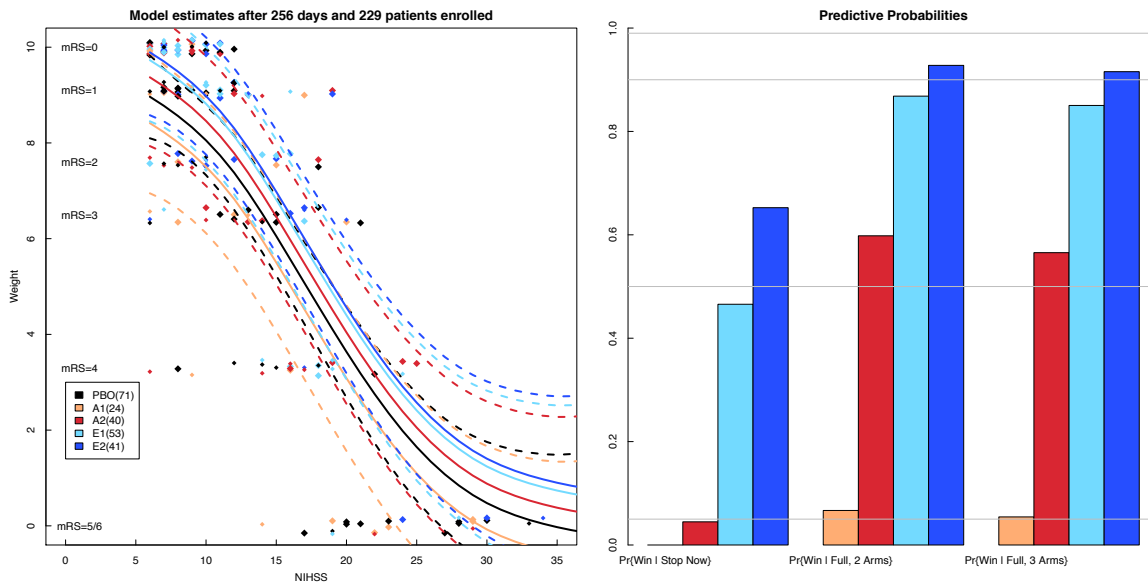 Model estimates after 256 days and 229 patients enrolled
Weight
10
8
6
4
2
0
mRS=0
mRS=1
mRS=2
mRS=3
mRS=4
mRS=5/6
PBO(71)
A1(24)
A2(40)
E1(53)
E2(41)
0 5 10 15 20 25 30 35
NIHSS
Predictive Probabilities
1.0
0.8
0.6
0.4
0.2
0.0
Pr{Win | Stop Now} Pr{Win | Full, 2 Arms} Pr{Win | Full, 3 Arms}